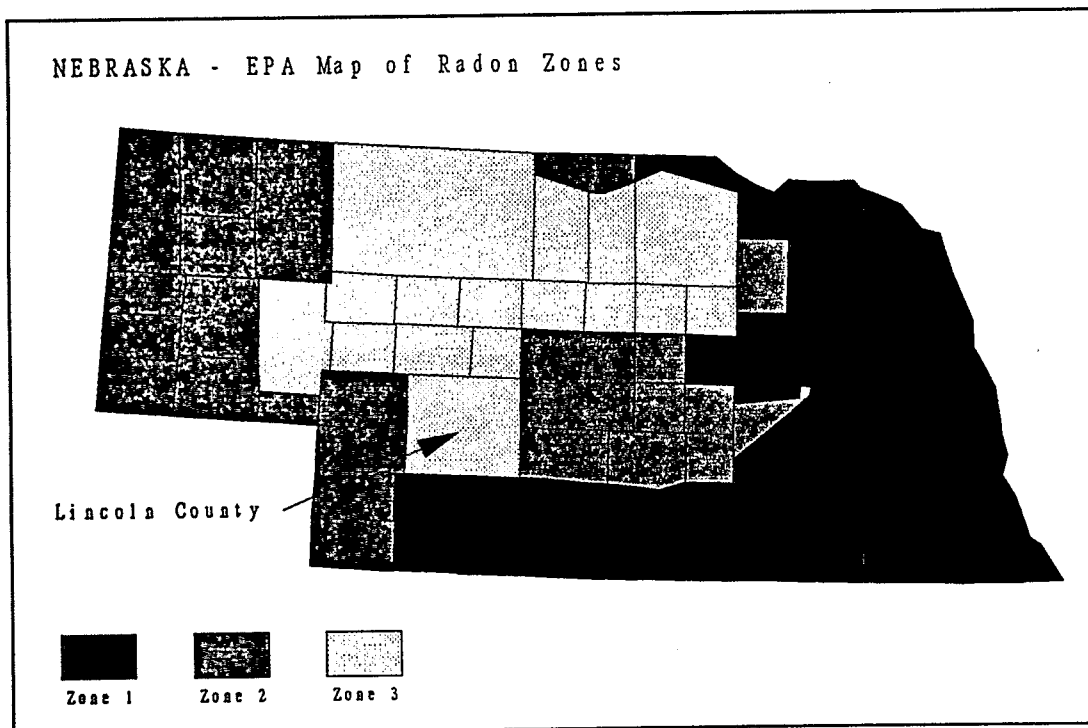 NEBRASKA - EPA Map of Radon Zones
Lincoln County
Zone 1 Zone 2 Zone 3